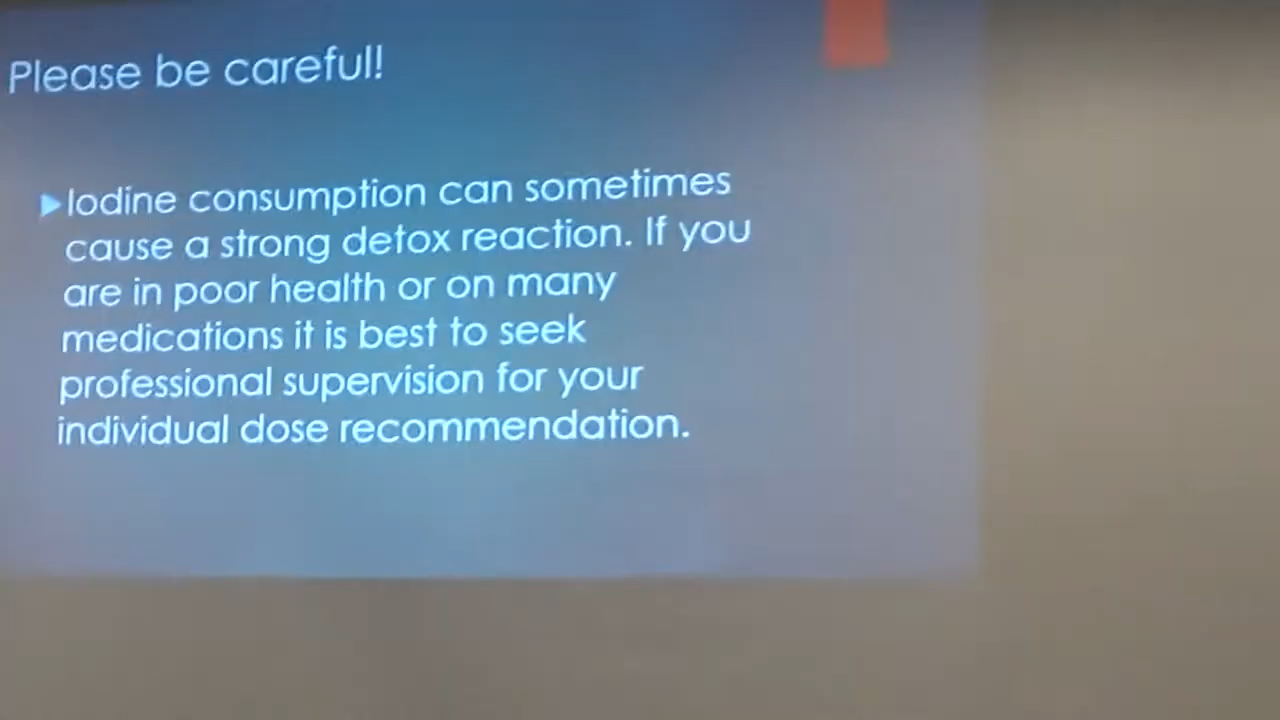 Please be careful!
Iodine consumption can sometimes
cause a strong detox reaction. If you
are in poor health or on many
medications it is best to seek
professional supervision for your
individual dose recommendation.